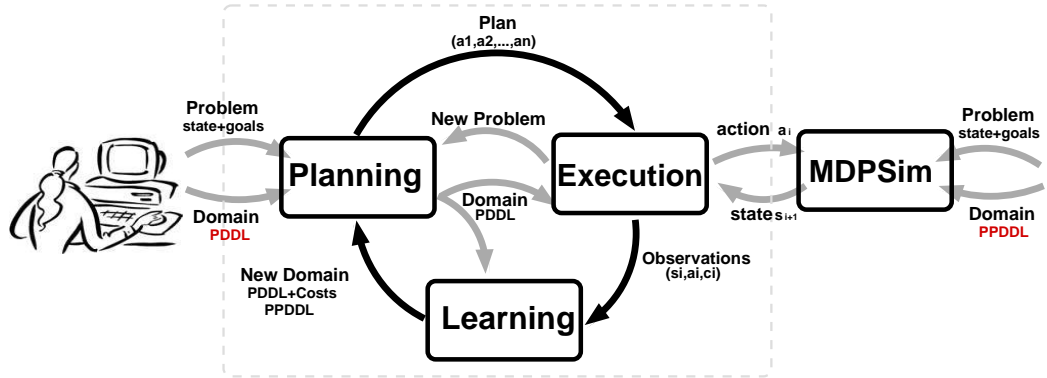 Plan
(a1,a2,...,an)
Problem
state+goals
New Problem
action a i
Problem
state+goals
Planning
Execution
MDPSim
Domain
PDDL
Domain
PDDL
state s i+1
Domain
PPDDL
New Domain
PDDL+Costs
PPDDL
Observations
(si,ai,ci)
Learning